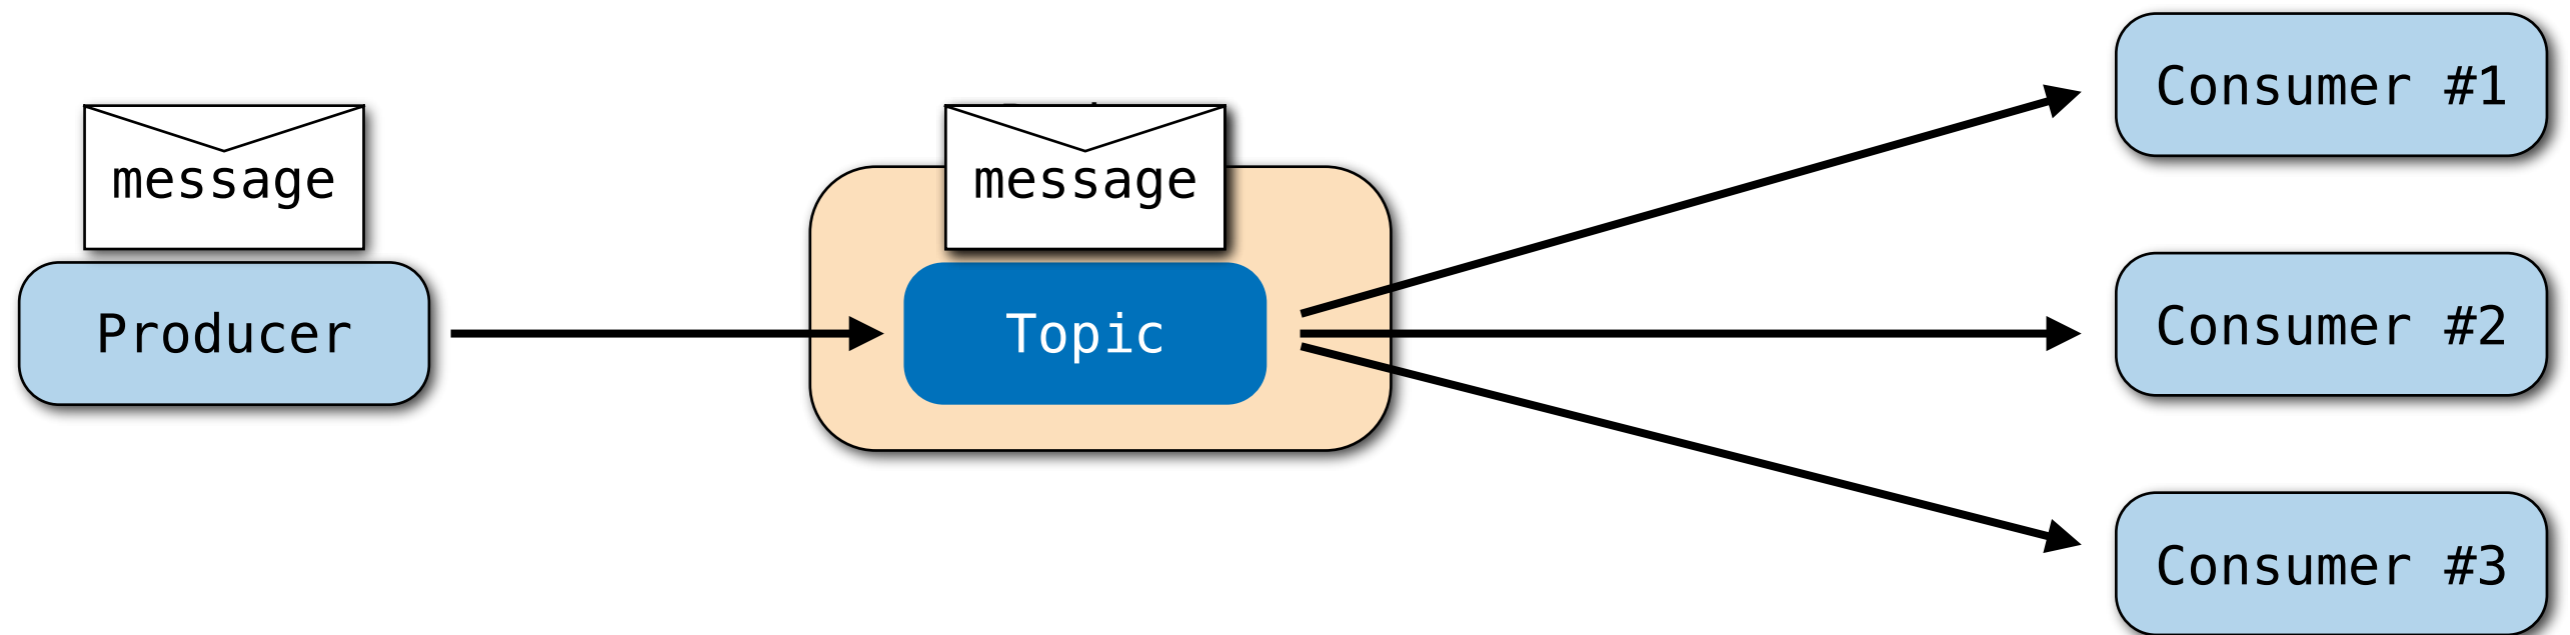 message
Producer
message
Topic
Consumer #1
Consumer #2
Consumer #3